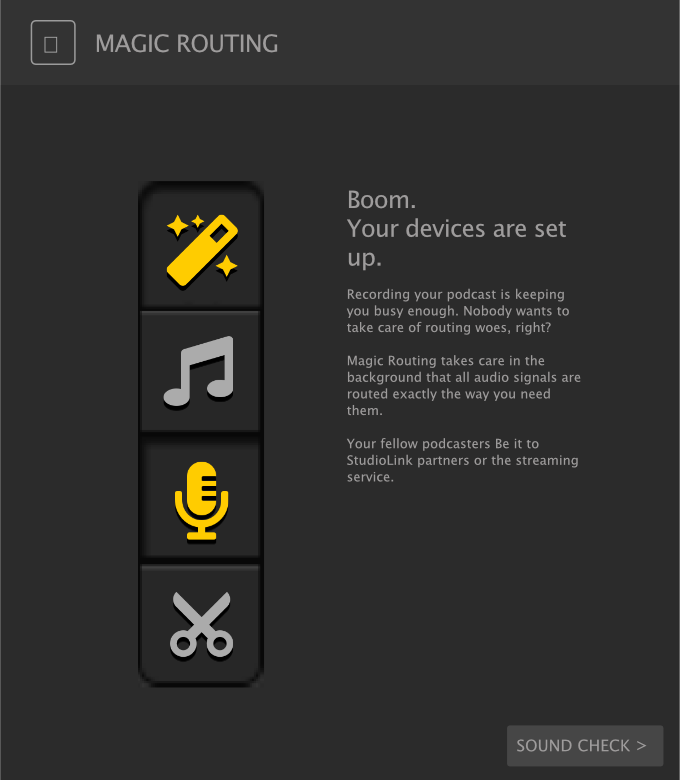 MAGIC ROUTING
Boom.
Your devices are set
up.
Recording your podcast is keeping
you busy enough. Nobody wants to
take care of routing woes, right?
Magic Routing takes care in the
background that all audio signals are
routed exactly the way you need
them.
Your fellow podcasters Be it to
StudioLink partners or the streaming
service.
SOUND CHECK >